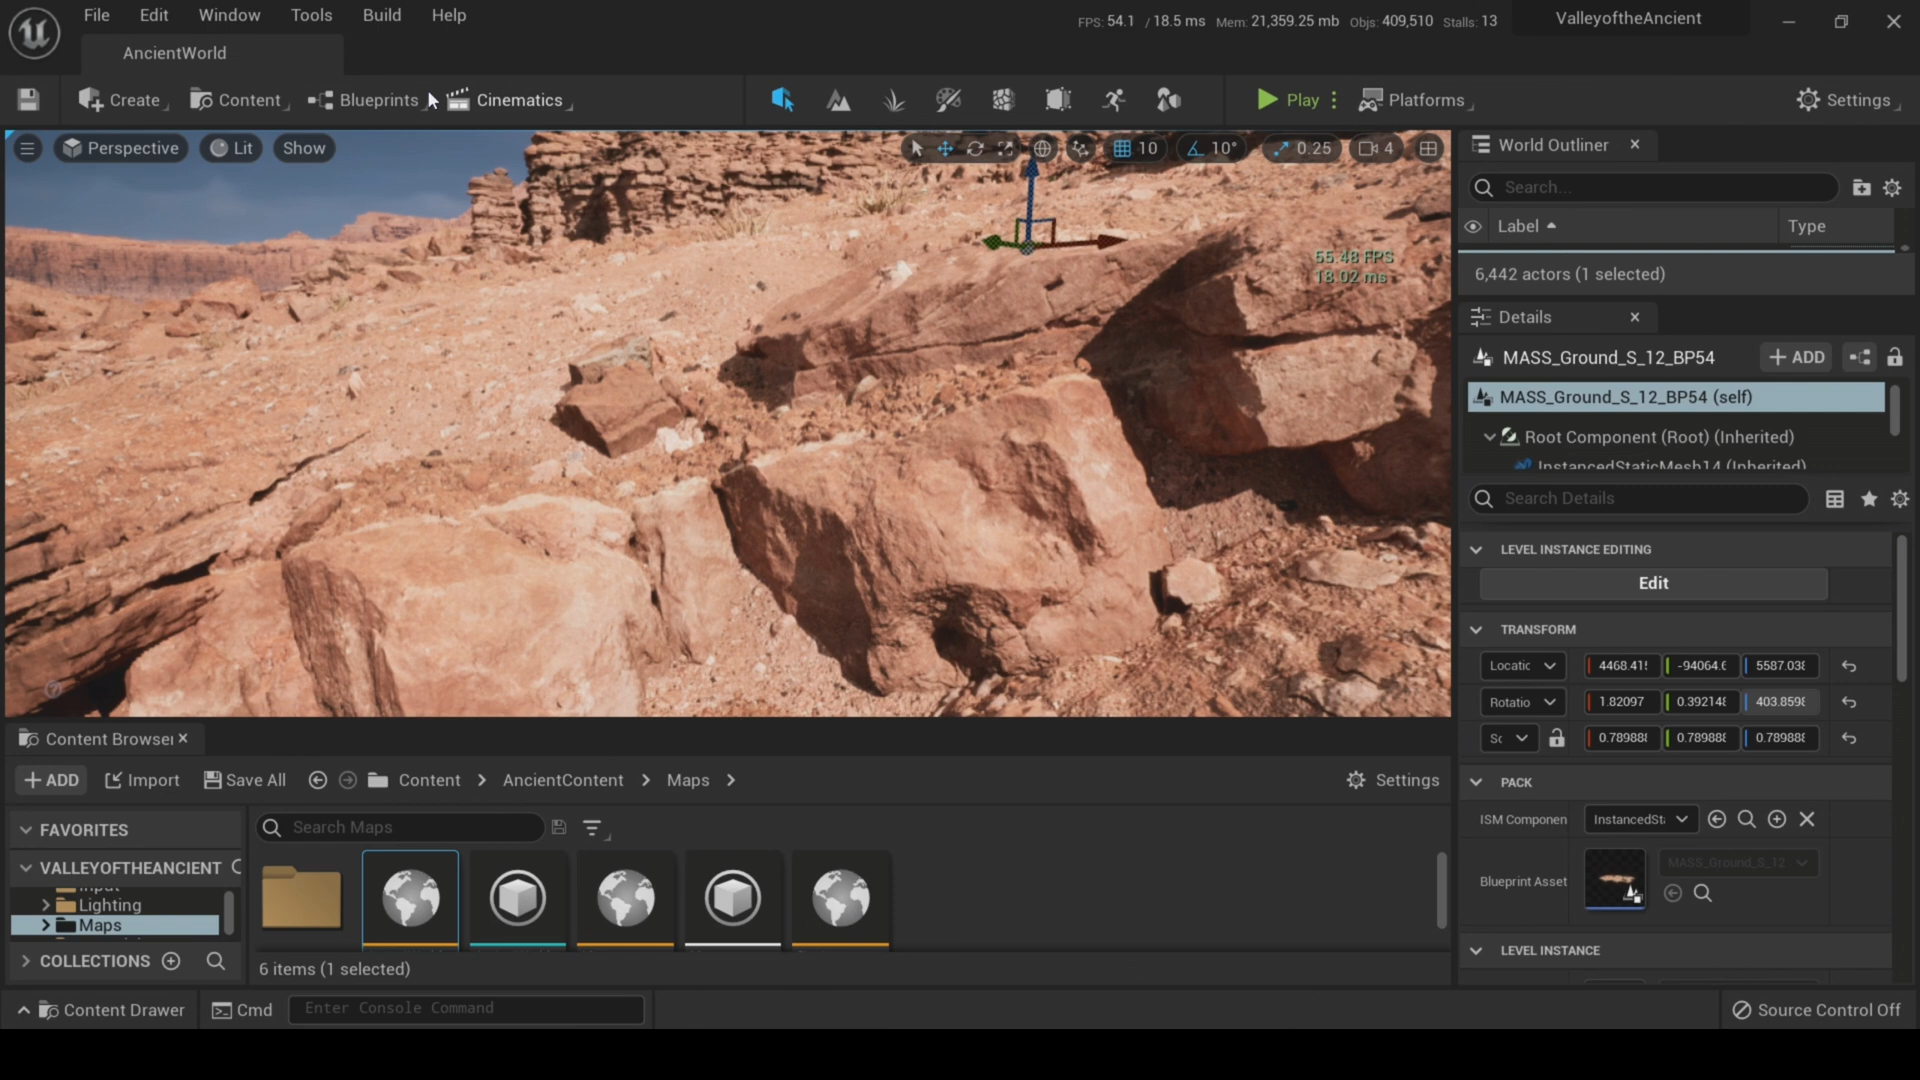 File Edit Window Tools Build Help
FPS: 54.1 / 18.5 ms Mem: 21,359.25 mb Objs: 409,510 Stalls: 13
ValleyoftheAncient
AncientWorld
Create Content Blueprints Cinematics Play Platforms Settings
Perspective Lit Show 10 10° 0.25 4
55.48 FPS
18.02 ms
World Outliner
Search...
Label Type
6,442 actors (1 selected)
Details
MASS_Ground_S_12_BP54 ADD
MASS_Ground_S_12_BP54 (self)
Root Component (Root) (Inherited)
InstancedStaticMesh14 (Inherited)
Search Details
LEVEL INSTANCE EDITING
Edit
TRANSFORM
Locatic 4468.41 -94064.6 5587.03
Rotatio 1.82097 0.39214 403.859
Sc 0.78988 0.78988 0.78988
PACK
ISM Componen InstancedSt
Blueprint Asset MASS_Ground_S_12
LEVEL INSTANCE
Content Browser
ADD Import Save All Content AncientContent Maps Settings
FAVORITES
VALLEYOFTHEANCIENT
Input
Lighting
Maps
COLLECTIONS
Search Maps
6 items (1 selected)
Content Drawer Cmd Enter Console Command Source Control Off